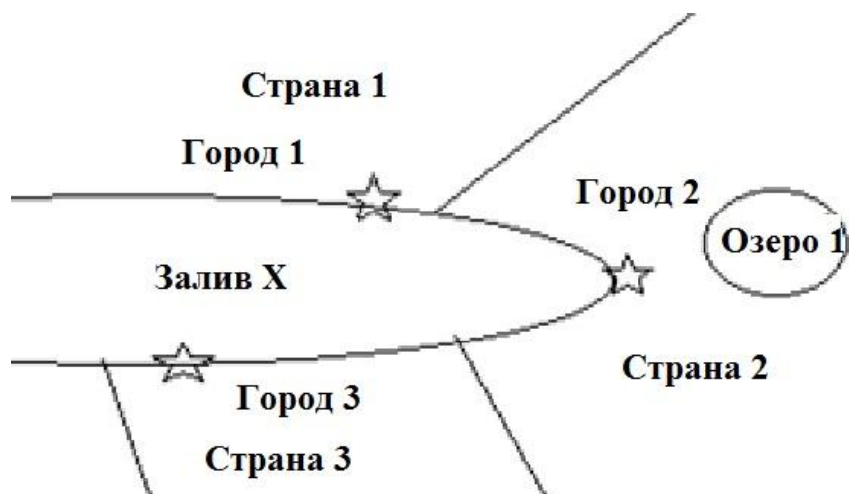 Страна 1
Город 1
Город 2
Озеро 1
Залив Х
Страна 2
Город 3
Страна 3